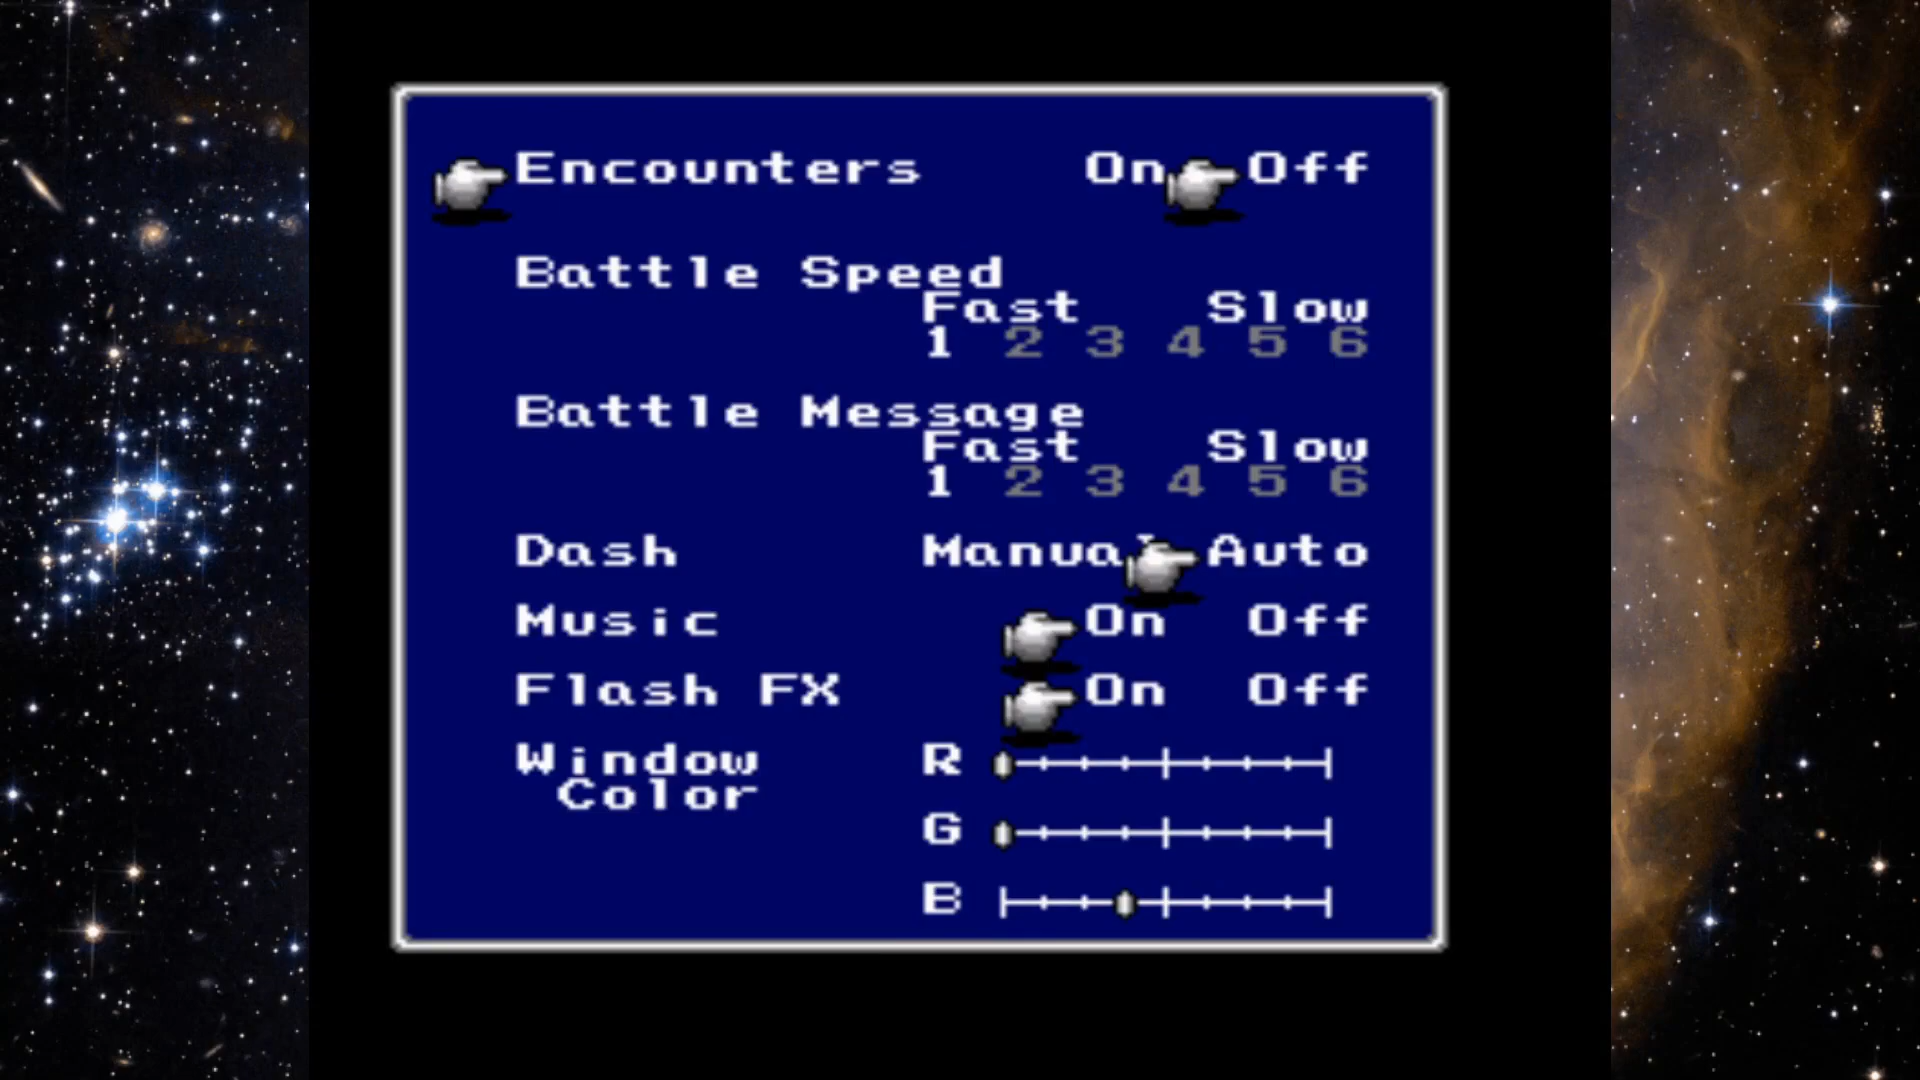 Encounters On Off
Battle Speed
Fast Slow
1 2 3 4 5 6
Battle Message
Fast Slow
1 2 3 4 5 6
Dash Manual Auto
Music On Off
Flash FX On Off
Window R
Color
G
B